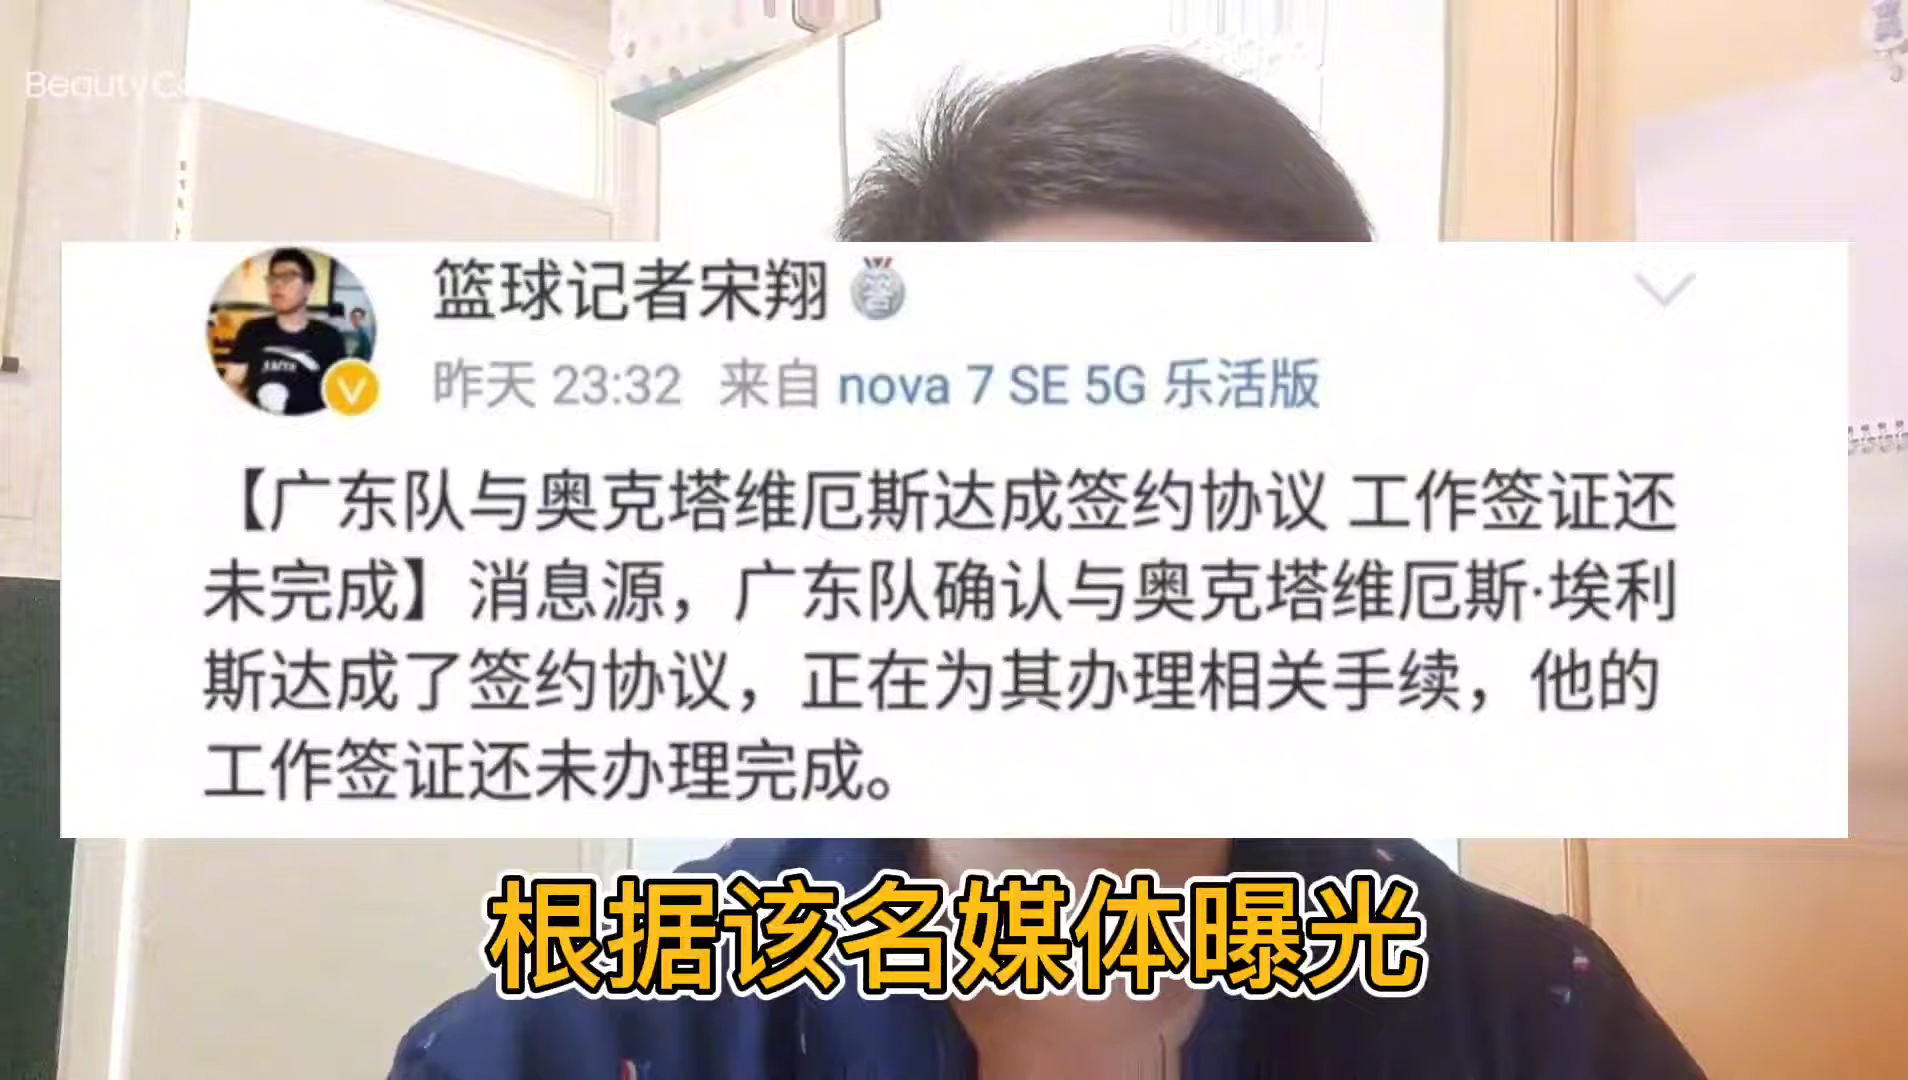 Beauty C
篮球记者宋翔
昨天 23:32 来自 nova 7 SE 5G 乐活版
【广东队与奥克塔维厄斯达成签约协议 工作签证还
未完成】消息源，广东队确认与奥克塔维厄斯·埃利
斯达成了签约协议，正在为其办理相关手续，他的
工作签证还未办理完成。
根据该名媒体曝光